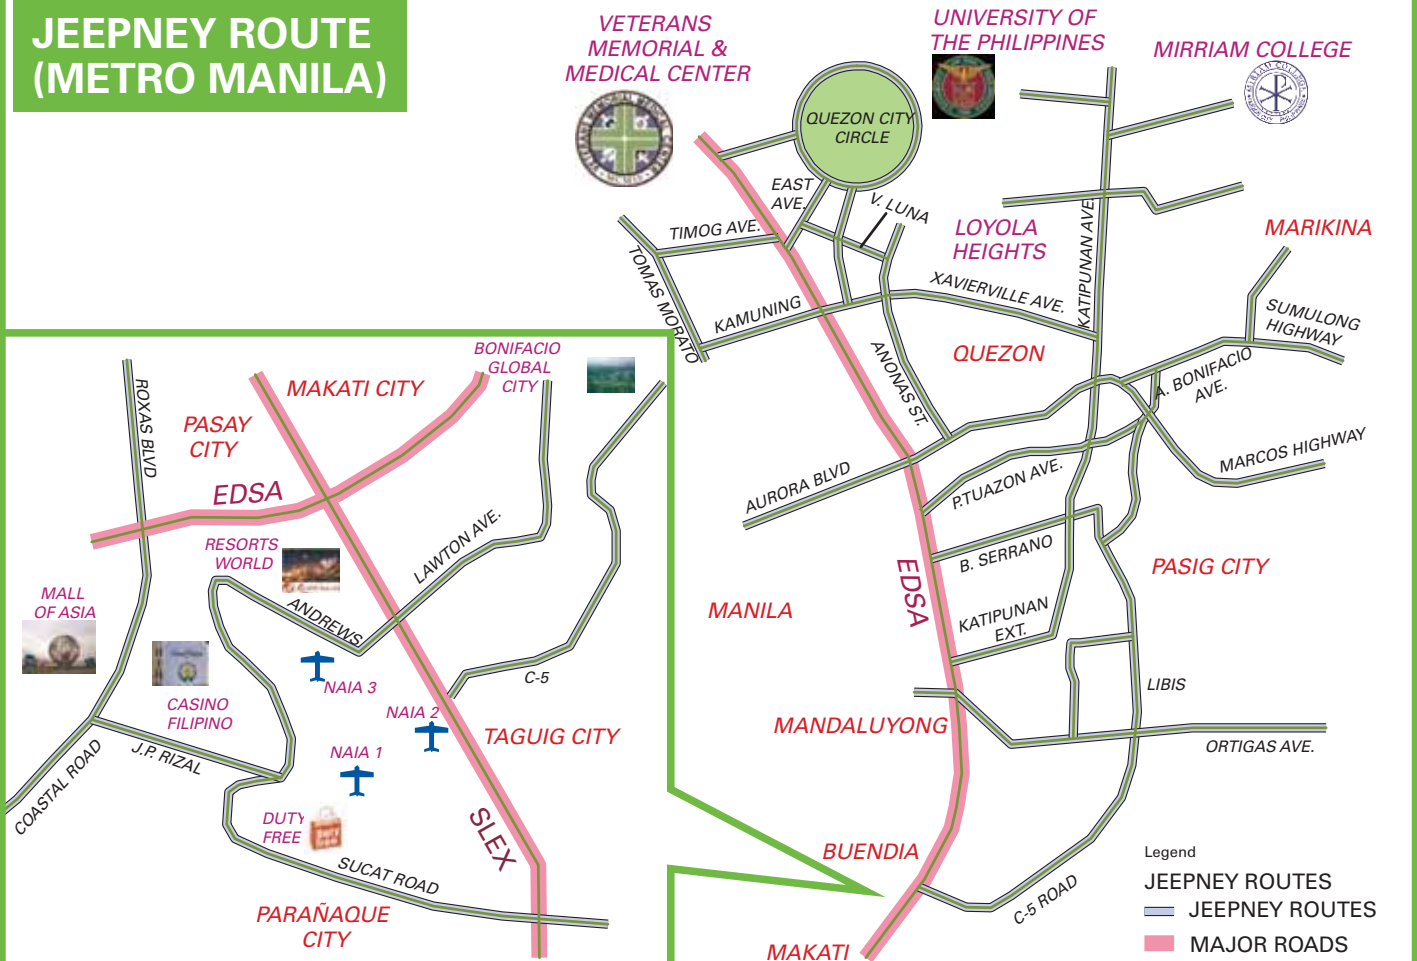 JEEPNEY ROUTE
(METRO MANILA)
VETERANS
MEMORIAL &
MEDICAL CENTER
UNIVERSITY OF
THE PHILIPPINES
MIRRIAM COLLEGE
QUEZON CITY
CIRCLE
EAST
AVE.
V. LUNA
TIMOG AVE.
TOMAS MORATO
KAMUNING
LOYOLA
HEIGHTS
KATIPUNAN AVE.
MARIKINA
XAVIERVILLE AVE.
SUMULONG
HIGHWAY
QUEZON
ANONAS ST.
A. BONIFACIO
AVE.
MARCOS HIGHWAY
AURORA BLVD
P.TUAZON AVE.
B. SERRANO
EDSA
PASIG CITY
MANILA
KATIPUNAN
EXT.
LIBIS
MANDALUYONG
ORTIGAS AVE.
BUENDIA
C-5 ROAD
MAKATI
BONIFACIO
GLOBAL
CITY
MAKATI CITY
ROXAS BLVD
PASAY
CITY
EDSA
RESORTS
WORLD
LAWTON AVE.
MALL
OF ASIA
ANDREWS
NAIA 3
C-5
CASINO
FILIPINO
NAIA 2
TAGUIG CITY
J.P. RIZAL
NAIA 1
COASTAL ROAD
DUTY
FREE
SLEX
SUCAT ROAD
PARAÑAQUE
CITY
Legend
JEEPNEY ROUTES
JEEPNEY ROUTES
MAJOR ROADS